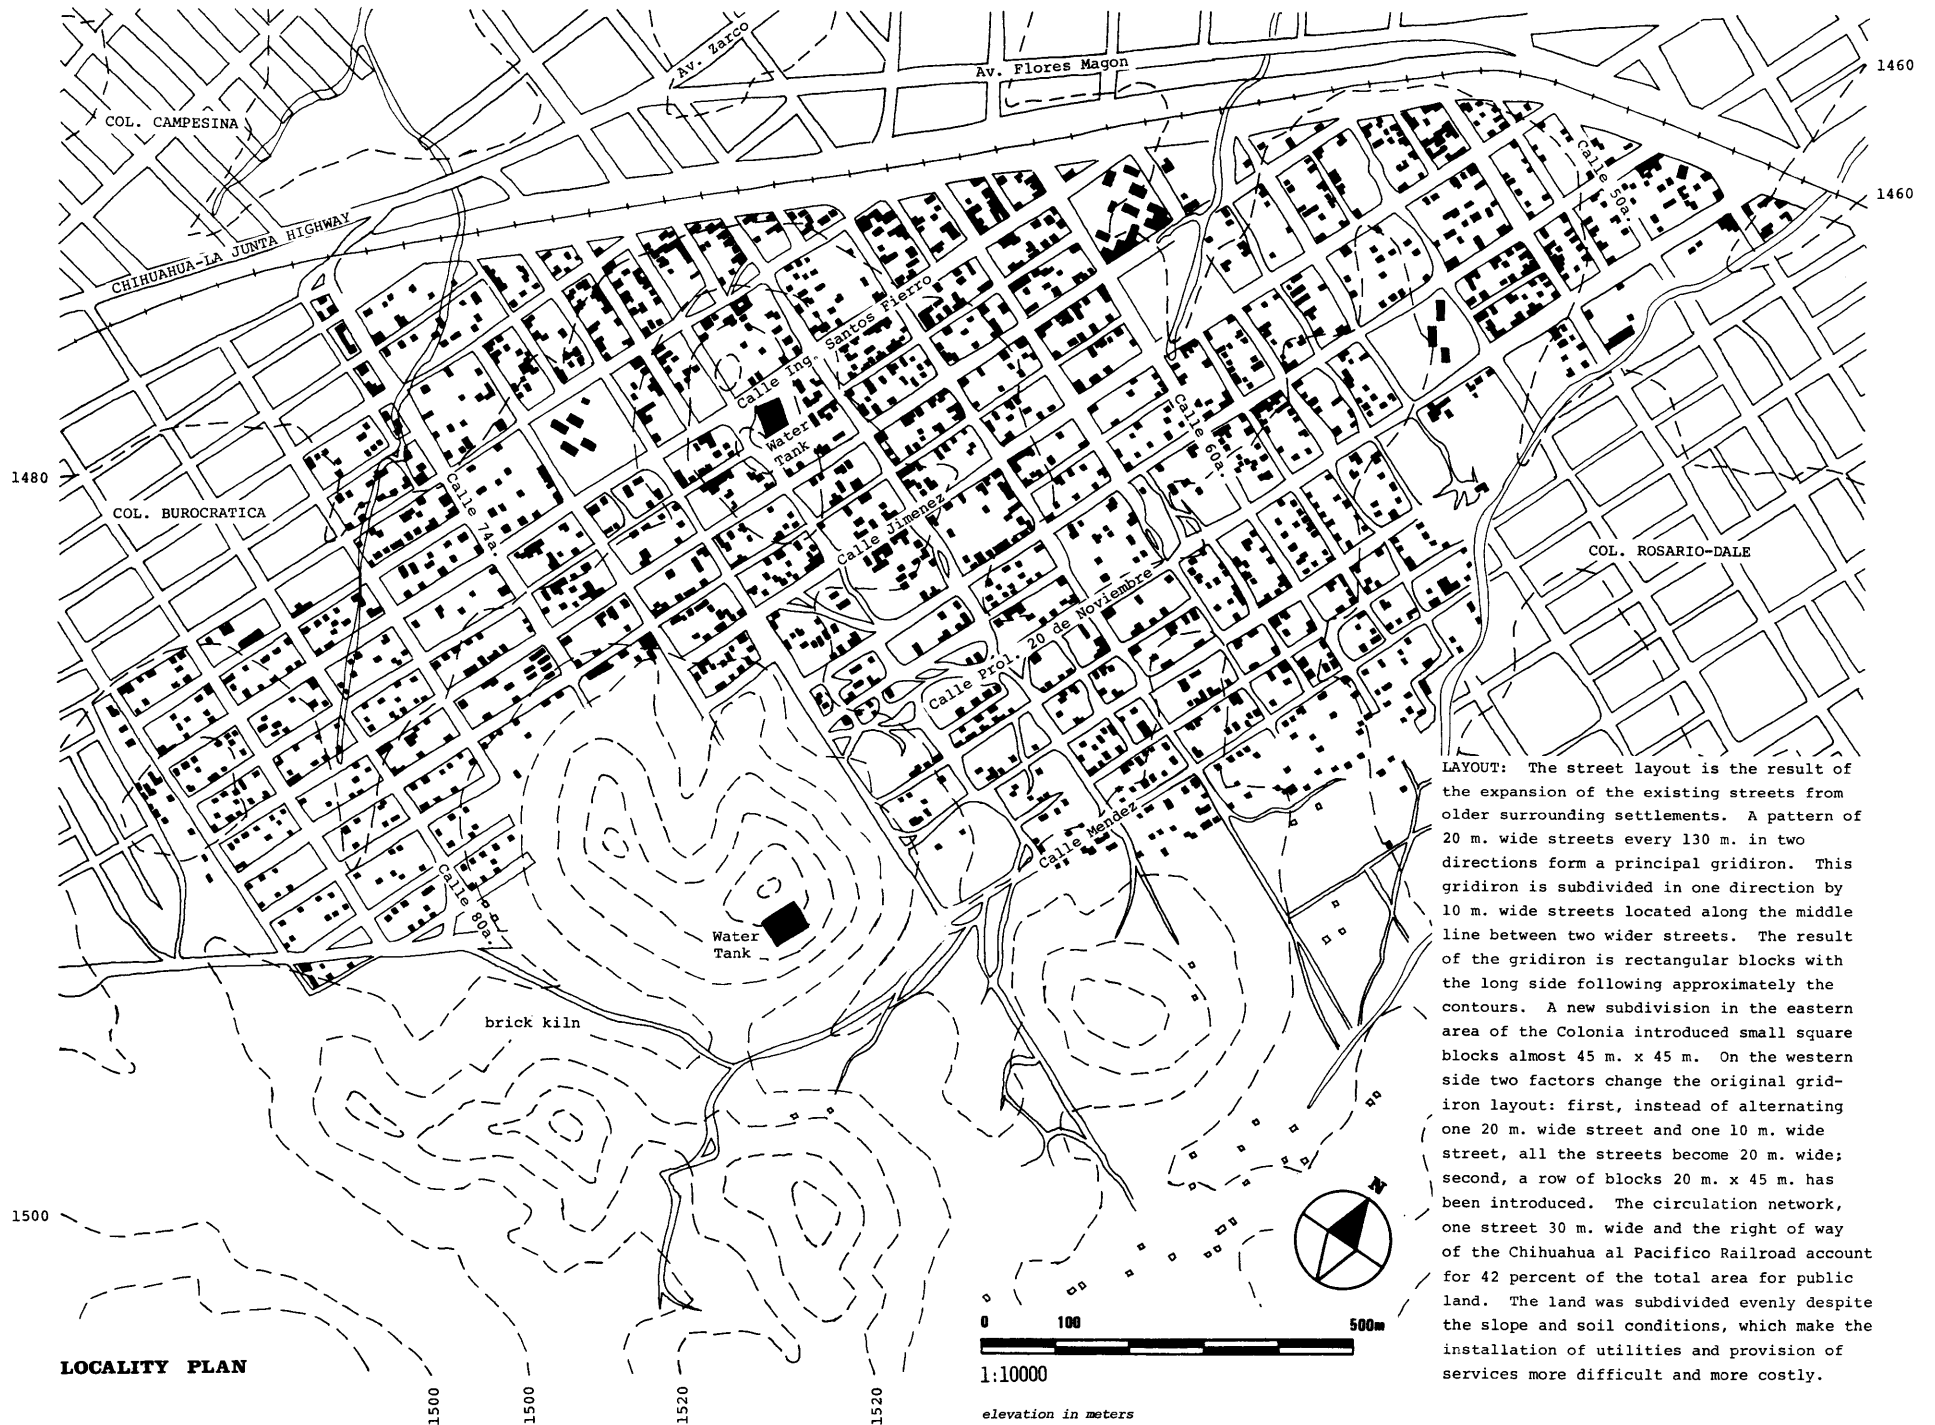 Av. Zarco
Av. Flores Magon
1460
COL. CAMPESINA
Calle 50a.
1460
CHIHUAHUA-LA JUNTA HIGHWAY
Calle Ing. Santos Fierro
Water
Tank
Calle 60a.
1480
Calle 74a.
COL. BUROCRATICA
Calle Jimenez
COL. ROSARIO-DALE
Calle Prol. 20 de Noviembre
Calle Mendez
Calle 80a.
Water
Tank
brick kiln
LAYOUT: The street layout is the result of
the expansion of the existing streets from
older surrounding settlements. A pattern of
20 m. wide streets every 130 m. in two
directions form a principal gridiron. This
gridiron is subdivided in one direction by
10 m. wide streets located along the middle
line between two wider streets. The result
of the gridiron is rectangular blocks with
the long side following approximately the
contours. A new subdivision in the eastern
area of the Colonia introduced small square
blocks almost 45 m. x 45 m. On the western
side two factors change the original grid-
iron layout: first, instead of alternating
one 20 m. wide street and one 10 m. wide
street, all the streets become 20 m. wide;
second, a row of blocks 20 m. x 45 m. has
been introduced. The circulation network,
one street 30 m. wide and the right of way
of the Chihuahua al Pacifico Railroad account
for 42 percent of the total area for public
land. The land was subdivided evenly despite
the slope and soil conditions, which make the
installation of utilities and provision of
services more difficult and more costly.
N
1500
0 100 500m
1:10000
elevation in meters
LOCALITY PLAN
1500
1500
1520
1520